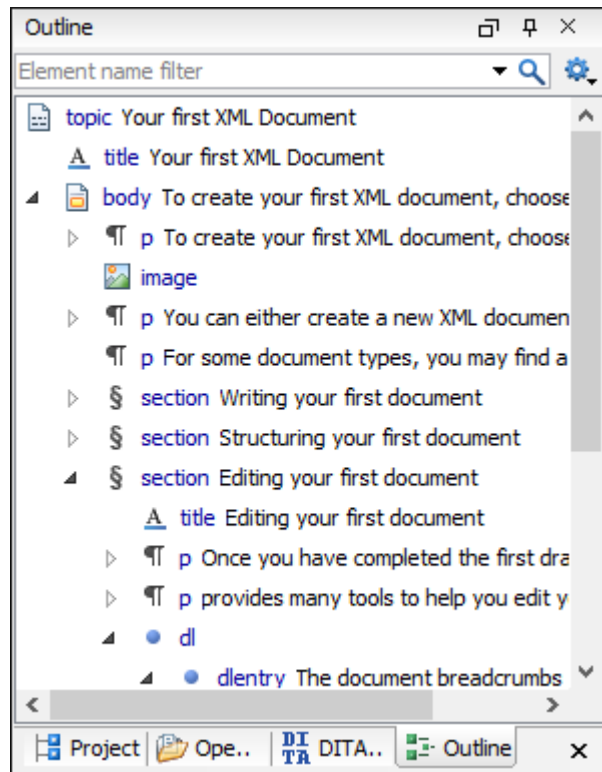 Outline
Element name filter
topic Your first XML Document
A title Your first XML Document
body To create your first XML document, choose
¶ p To create your first XML document, choose
image
¶ p You can either create a new XML documen
¶ p For some document types, you may find a
§ section Writing your first document
§ section Structuring your first document
§ section Editing your first document
A title Editing your first document
¶ p Once you have completed the first dra
¶ p provides many tools to help you edit y
dl
dlentry The document breadcrumbs
Project Ope.. DITA DITA.. Outline